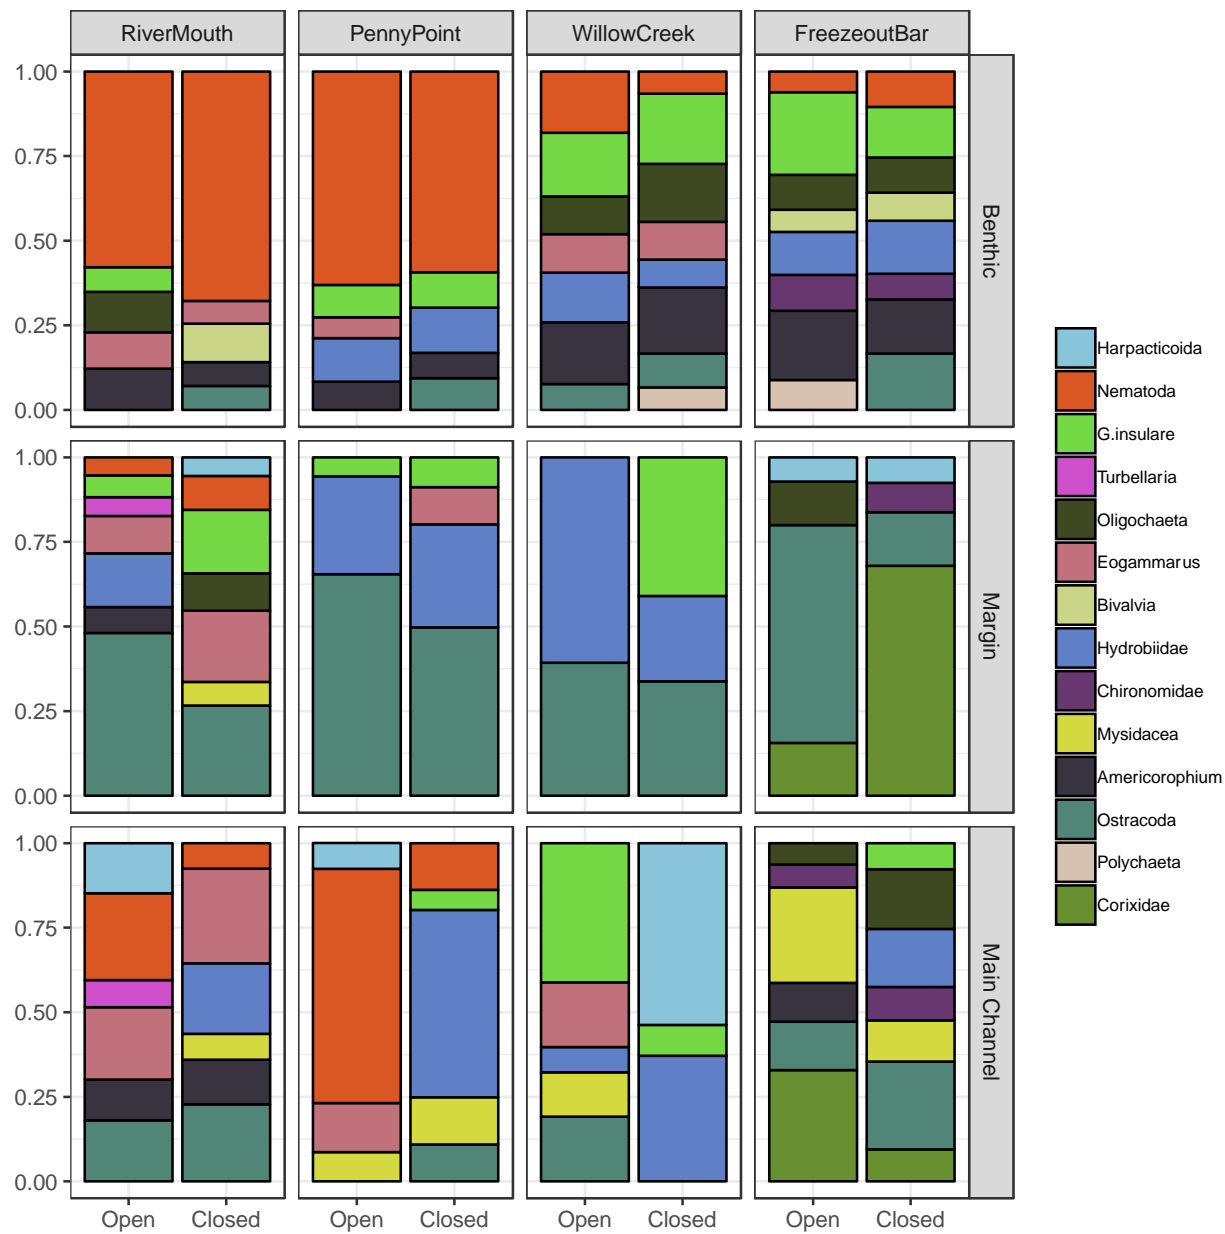 RiverMouth PennyPoint WillowCreek FreezeoutBar
1.00
0.75
0.50
0.25
0.00
Benthic
1.00
0.75
0.50
0.25
0.00
Margin
1.00
0.75
0.50
0.25
0.00
Main Channel
Open Closed Open Closed Open Closed Open Closed
Harpacticoida
Nematoda
G.insulare
Turbellaria
Oligochaeta
Eogammarus
Bivalvia
Hydrobiidae
Chironomidae
Mysidacea
Americorophium
Ostracoda
Polychaeta
Corixidae